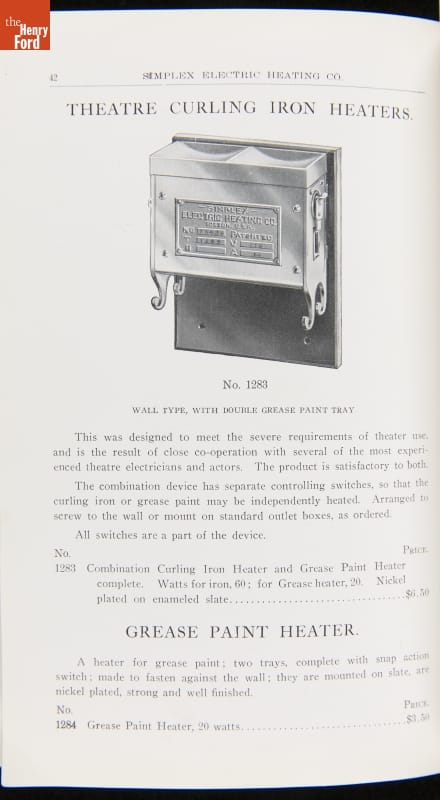 the
Henry
Ford
42
SIMPLEX ELECTRIC HEATING CO.
THEATRE CURLING IRON HEATERS.
SIMPLEX
ELECTRIC HEATING CO.
No. 1283
WALL TYPE, WITH DOUBLE GREASE PAINT TRAY
This was designed to meet the severe requirements of theater use,
and is the result of close co-operation with several of the most experi-
enced theatre electricians and actors. The product is satisfactory to both.
The combination device has separate controlling switches, so that the
curling iron or grease paint may be independently heated. Arranged to
screw to the wall or mount on standard outlet boxes, as ordered.
All switches are a part of the device.
No. PRICE.
1283 Combination Curling Iron Heater and Grease Paint Heater
complete. Watts for iron, 60; for Grease heater, 20. Nickel
plated on enameled slate..................................$6.50
GREASE PAINT HEATER.
A heater for grease paint; two trays, complete with snap action
switch; made to fasten against the wall; they are mounted on slate, are
nickel plated, strong and well finished.
No. PRICE.
1284 Grease Paint Heater, 20 watts..............................$3.50